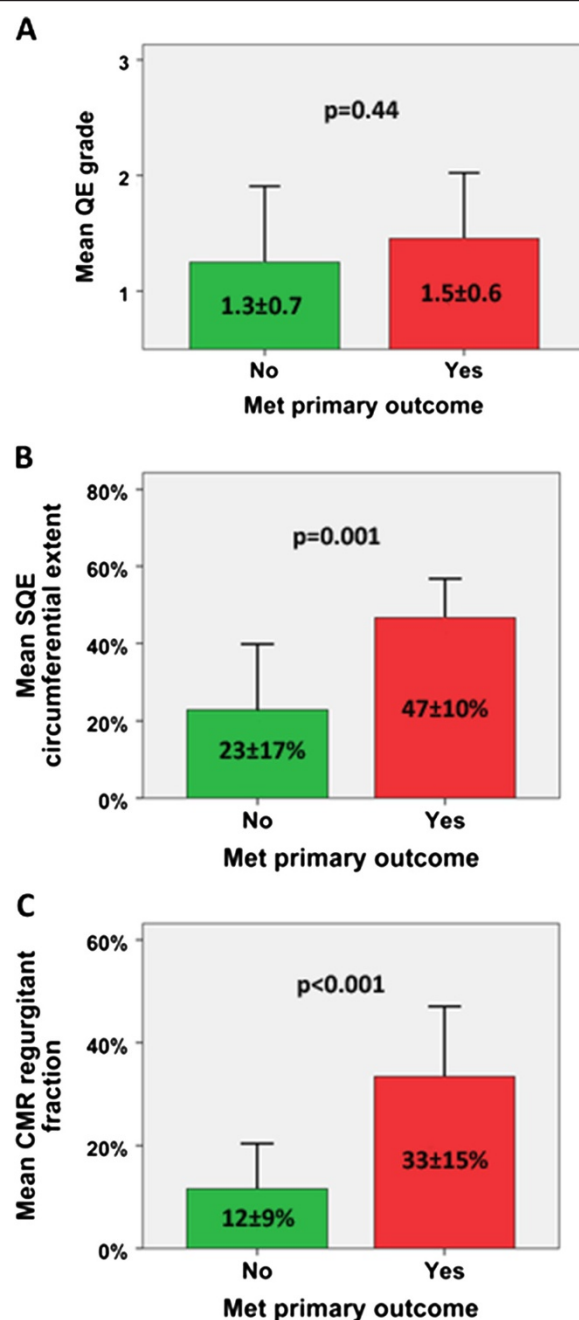 A
Mean QE grade
3
2
1
p=0.44
1.3±0.7
1.5±0.6
No
Yes
Met primary outcome
B
Mean SQE
circumferential extent
80%
60%
40%
20%
0%
p=0.001
23±17%
47±10%
No
Yes
Met primary outcome
C
Mean CMR regurgitant
fraction
60%
40%
20%
0%
p<0.001
12±9%
33±15%
No
Yes
Met primary outcome